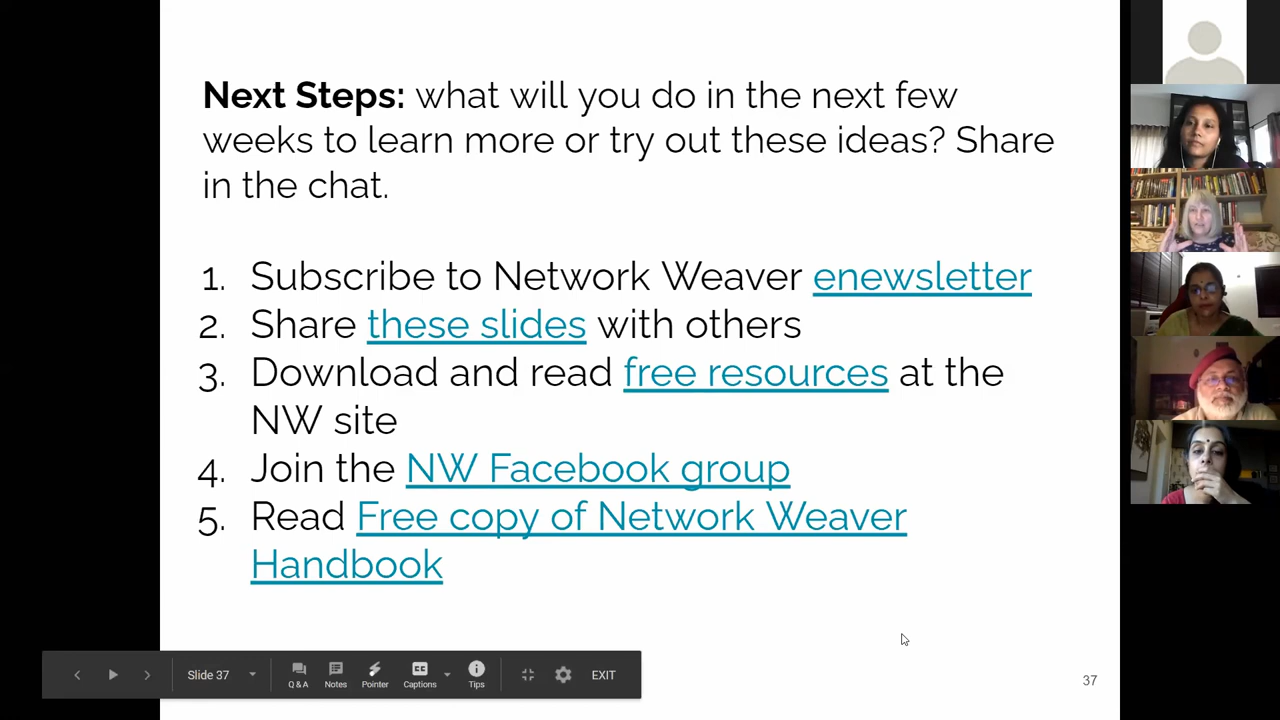 Next Steps: what will you do in the next few
weeks to learn more or try out these ideas? Share
in the chat.
1. Subscribe to Network Weaver enewsletter
2. Share these slides with others
3. Download and read free resources at the
NW site
4. Join the NW Facebook group
5. Read Free copy of Network Weaver
Handbook
Slide 37
Q & A
Notes
Pointer
CC
Captions
Tips
EXIT
37